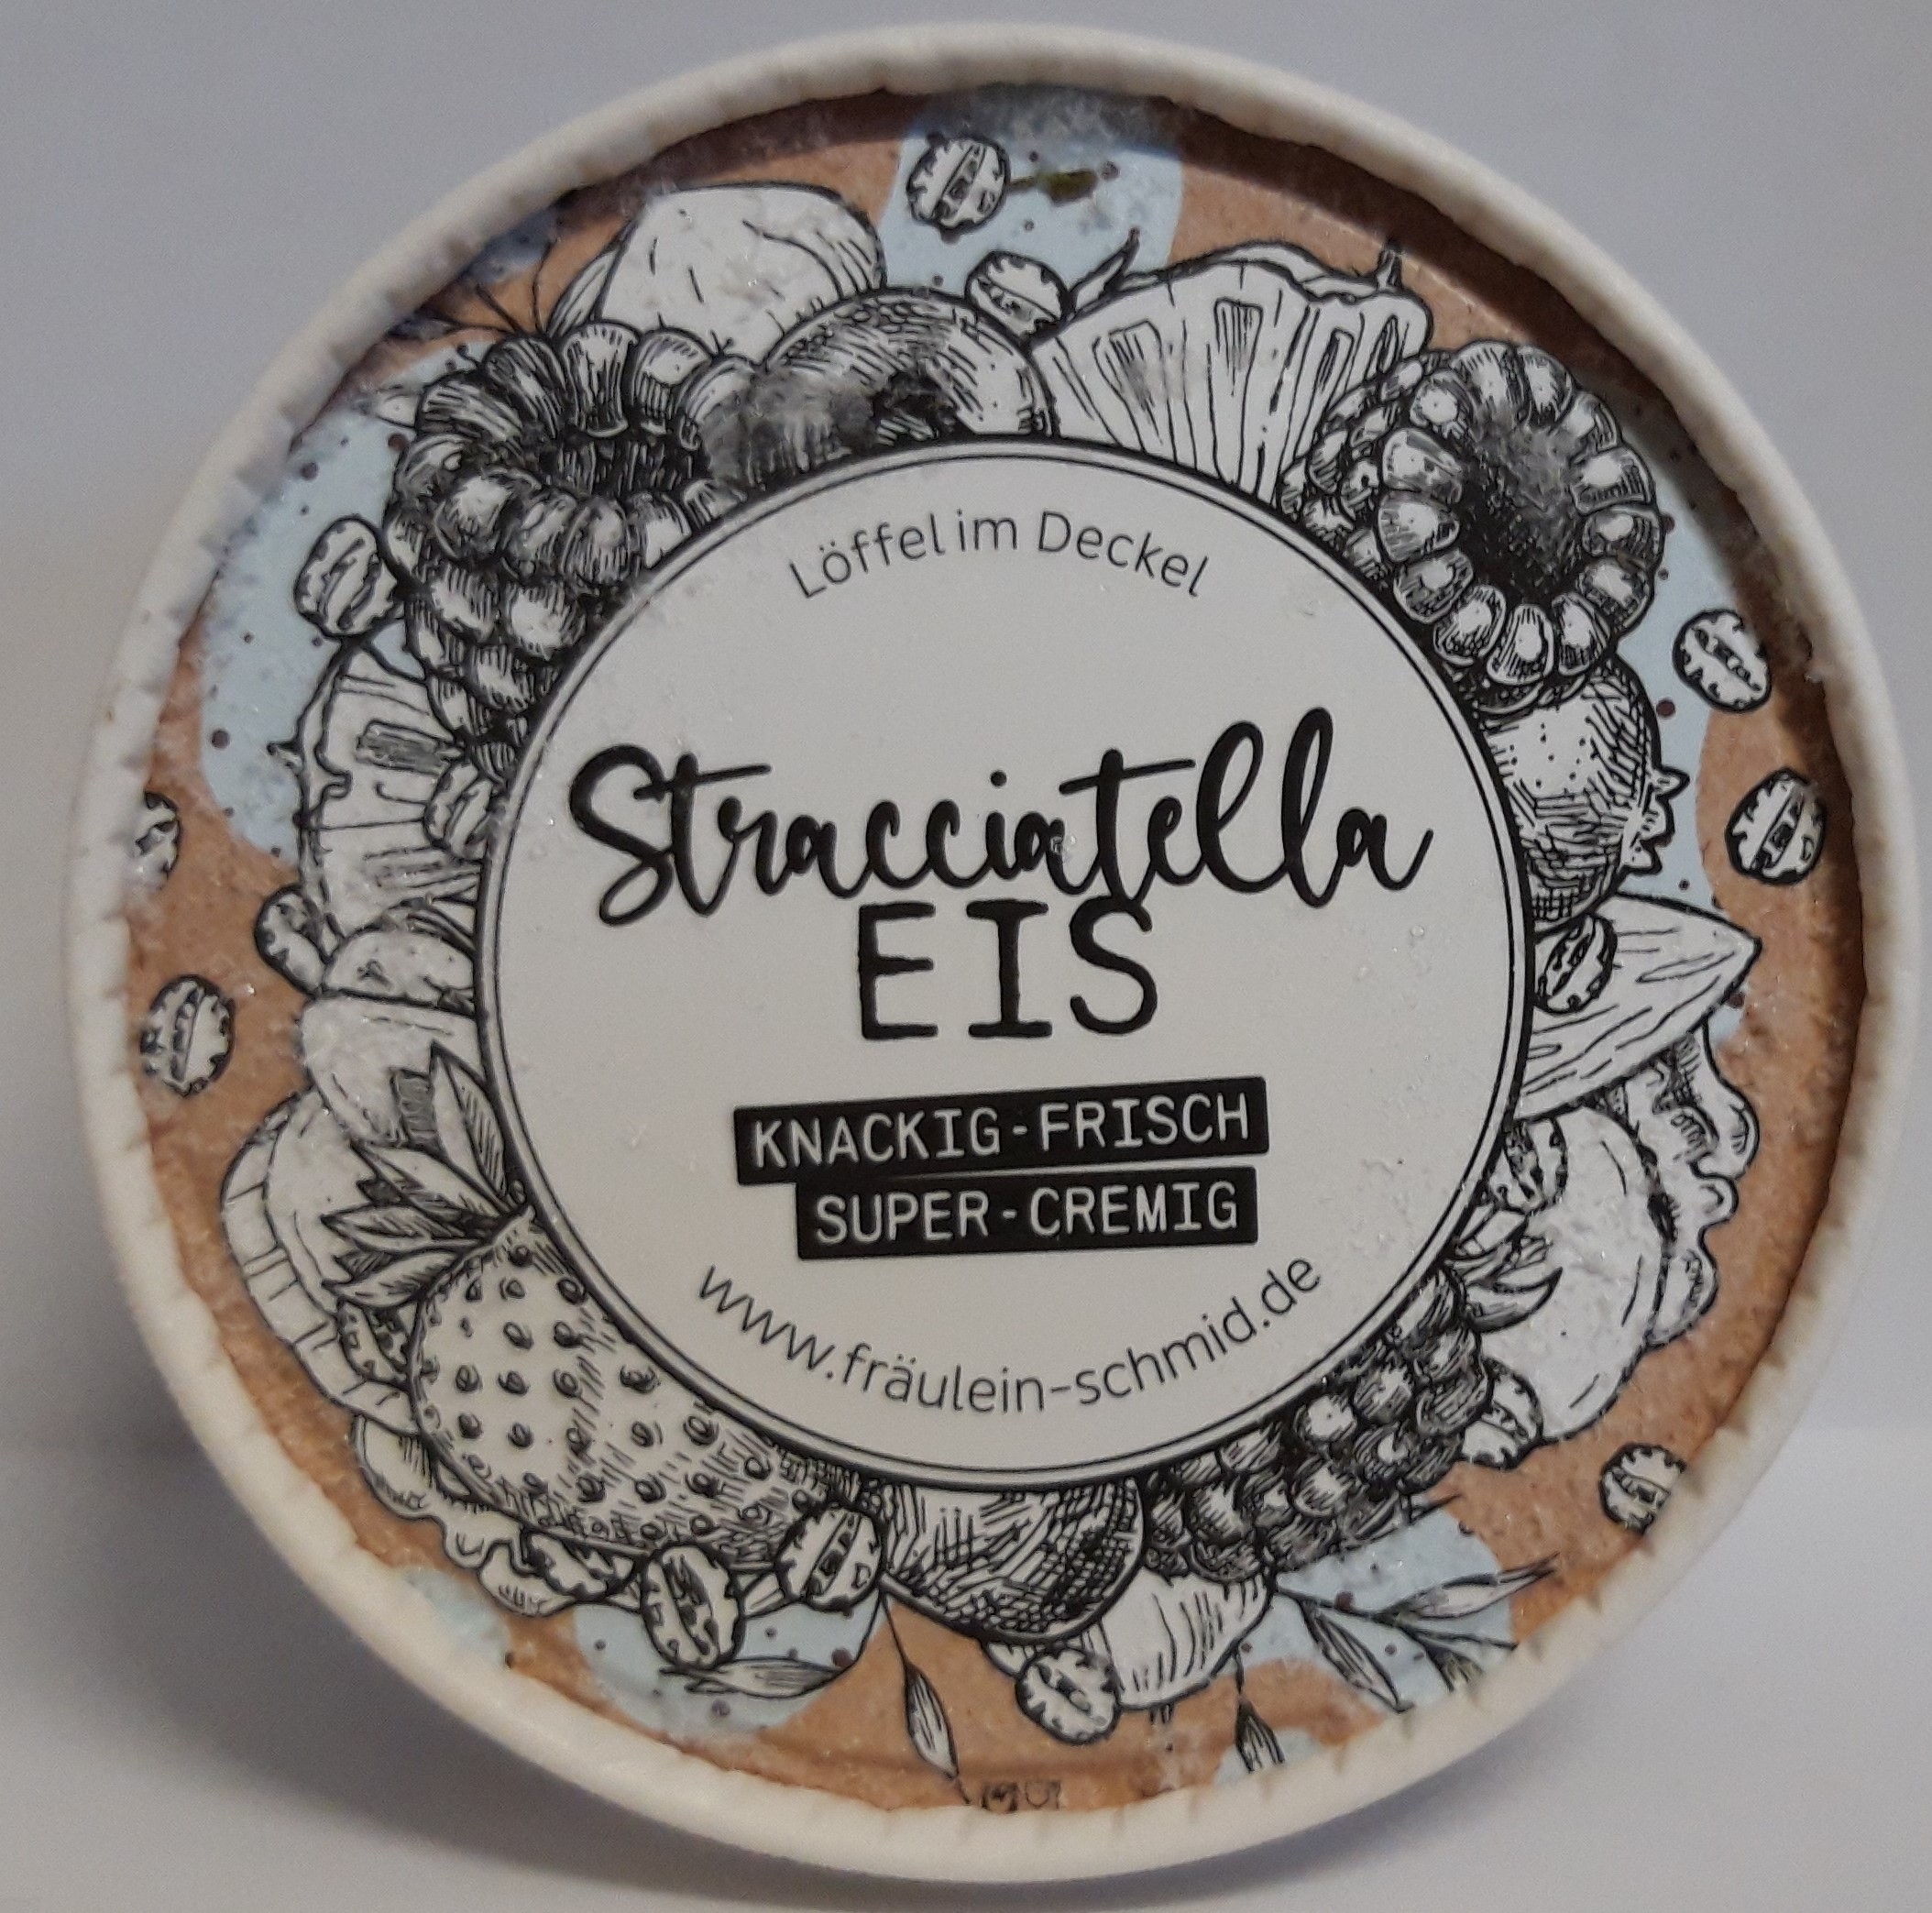 Löffel im Deckel
Stracciatella
EIS
KNACKIG-FRISCH
SUPER-CREMIG
www.fräulein-schmid.de